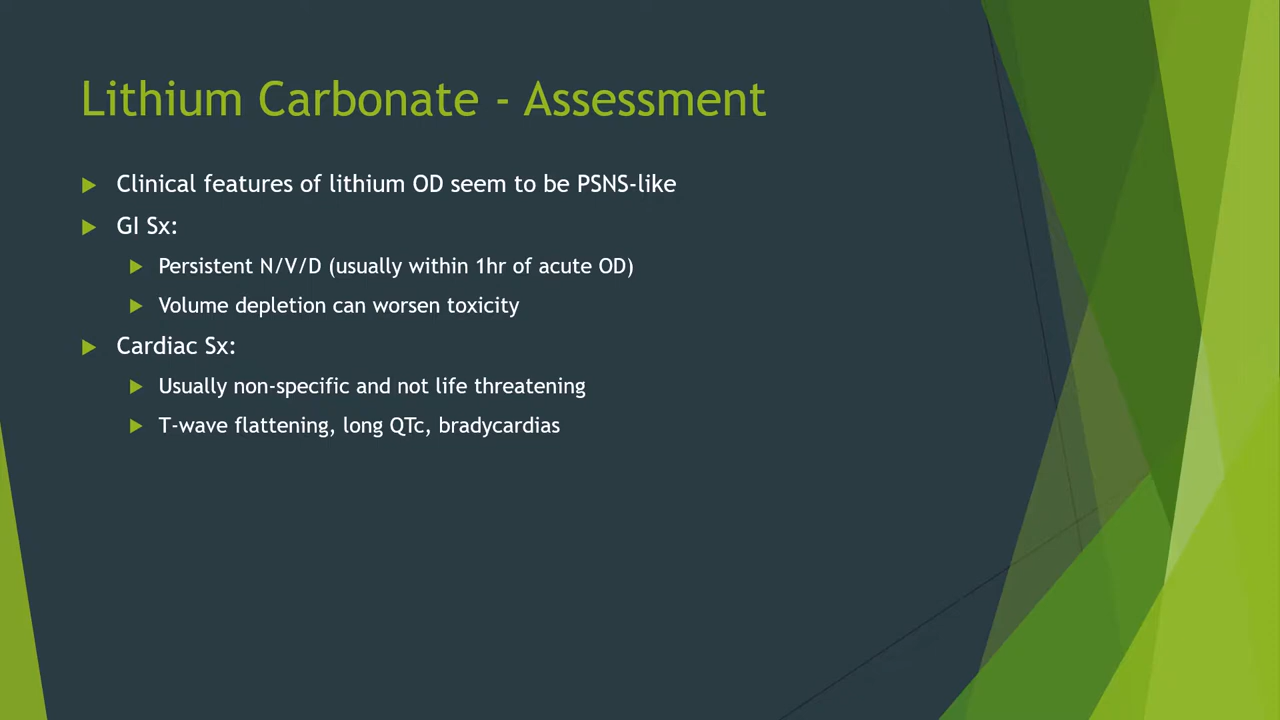 Lithium Carbonate - Assessment
Clinical features of lithium OD seem to be PSNS-like
GI Sx:
Persistent N/V/D (usually within 1hr of acute OD)
Volume depletion can worsen toxicity
Cardiac Sx:
Usually non-specific and not life threatening
T-wave flattening, long QTc, bradycardias